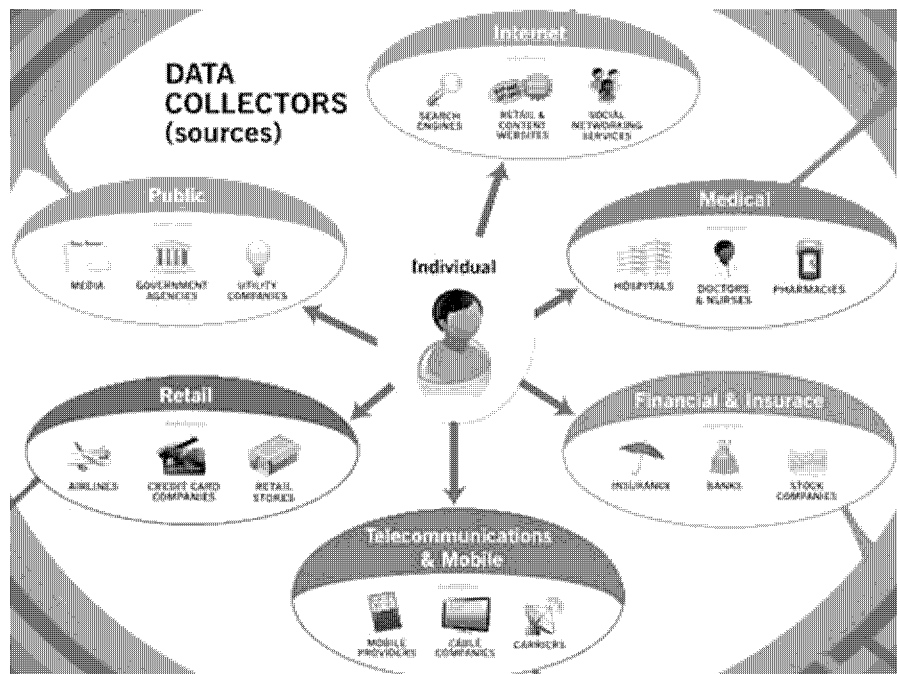 DATA
COLLECTORS
(sources)
Internet
SEARCH
ENGINES
RETAIL &
CONTENT
WEBSITES
SOCIAL
NETWORKING
SERVICES
Public
MEDIA
GOVERNMENT
AGENCIES
UTILITY
COMPANIES
Medical
HOSPITALS
DOCTORS
& NURSES
PHARMACIES
Individual
Retail
AIRLINES
CREDIT CARD
COMPANIES
RETAIL
STORES
Financial & Insurace
INSURANCE
BANKS
STOCK
COMPANIES
Telecommunications
& Mobile
MOBILE
PROVIDERS
CABLE
COMPANIES
CARRIERS